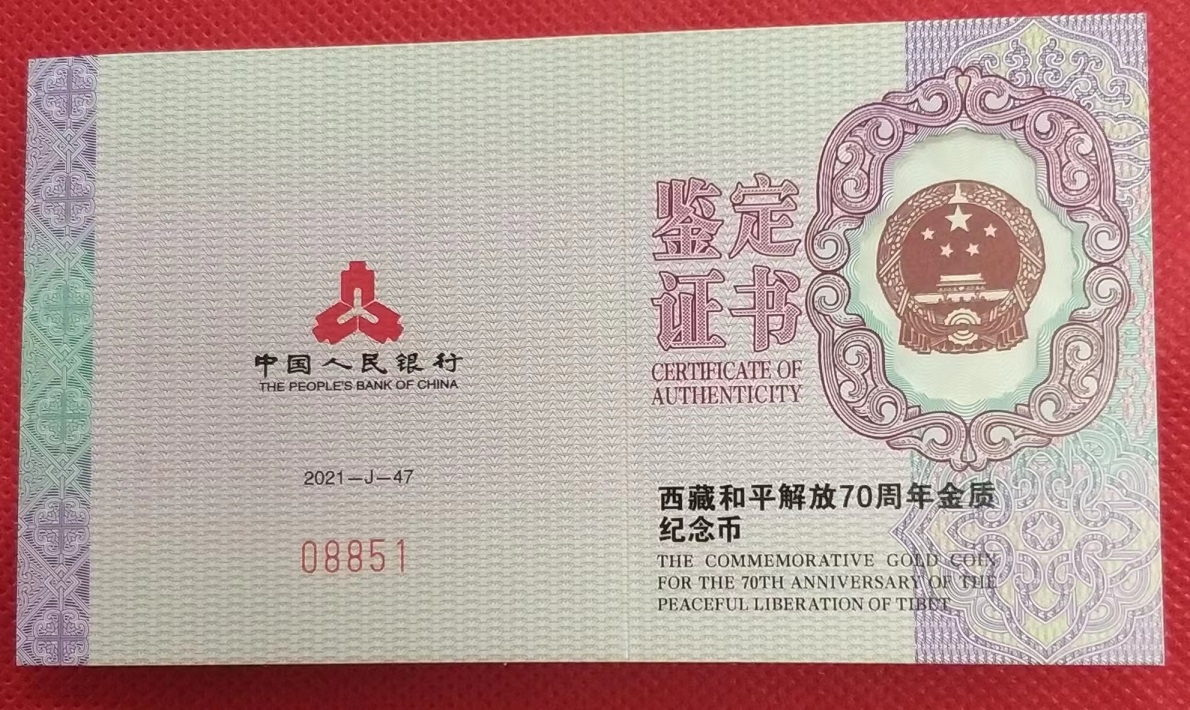 中国人民银行
THE PEOPLE'S BANK OF CHINA
2021-J-47
08851
鉴定
证书
CERTIFICATE OF
AUTHENTICITY
西藏和平解放70周年金质
纪念币
THE COMMEMORATIVE GOLD COIN
FOR THE 70TH ANNIVERSARY OF THE
PEACEFUL LIBERATION OF TIBET